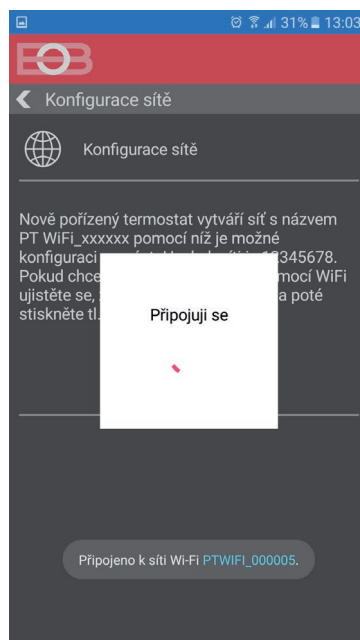 31% 13:03
EOB
Konfigurace sítě
Konfigurace sítě
Nově pořízený termostat vytváří síť s názvem
PT WiFi_xxxxxx pomocí níž je možné
konfiguraci
Pokud chce mocí WiFi
ujistěte se, a poté
stiskněte tl.
Připojuji se
Připojeno k síti Wi-Fi PTWIFI_000005.